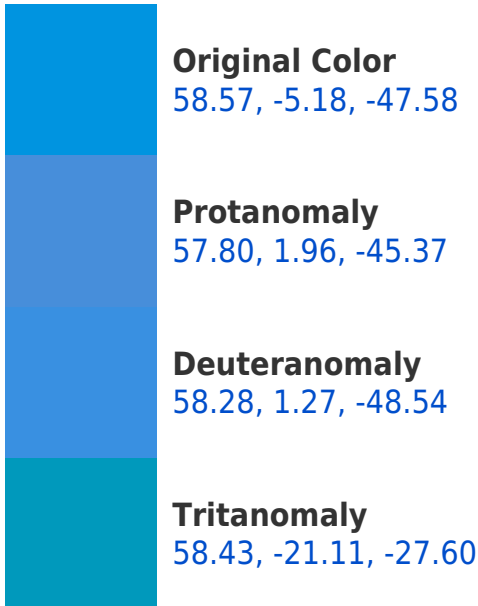 Original Color
58.57, -5.18, -47.58
Protanomaly
57.80, 1.96, -45.37
Deuteranomaly
58.28, 1.27, -48.54
Tritanomaly
58.43, -21.11, -27.60